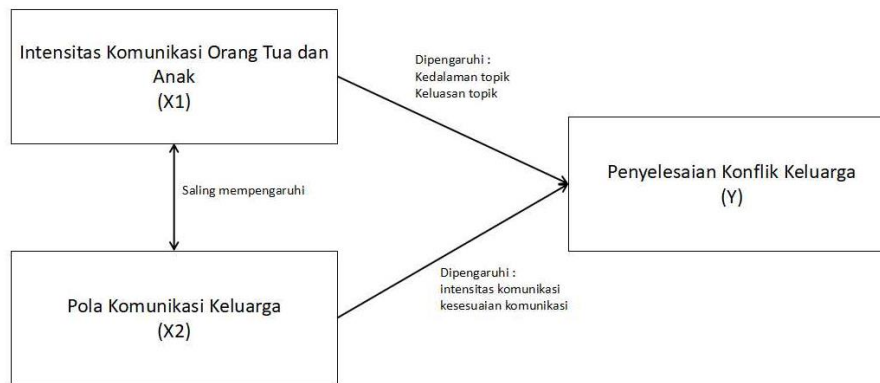 Intensitas Komunikasi Orang Tua dan
Anak
(X1)
Dipengaruhi :
Kedalaman topik
Keluasan topik
Penyelesaian Konflik Keluarga
(Y)
Saling mempengaruhi
Dipengaruhi :
intensitas komunikasi
kesesuaian komunikasi
Pola Komunikasi Keluarga
(X2)